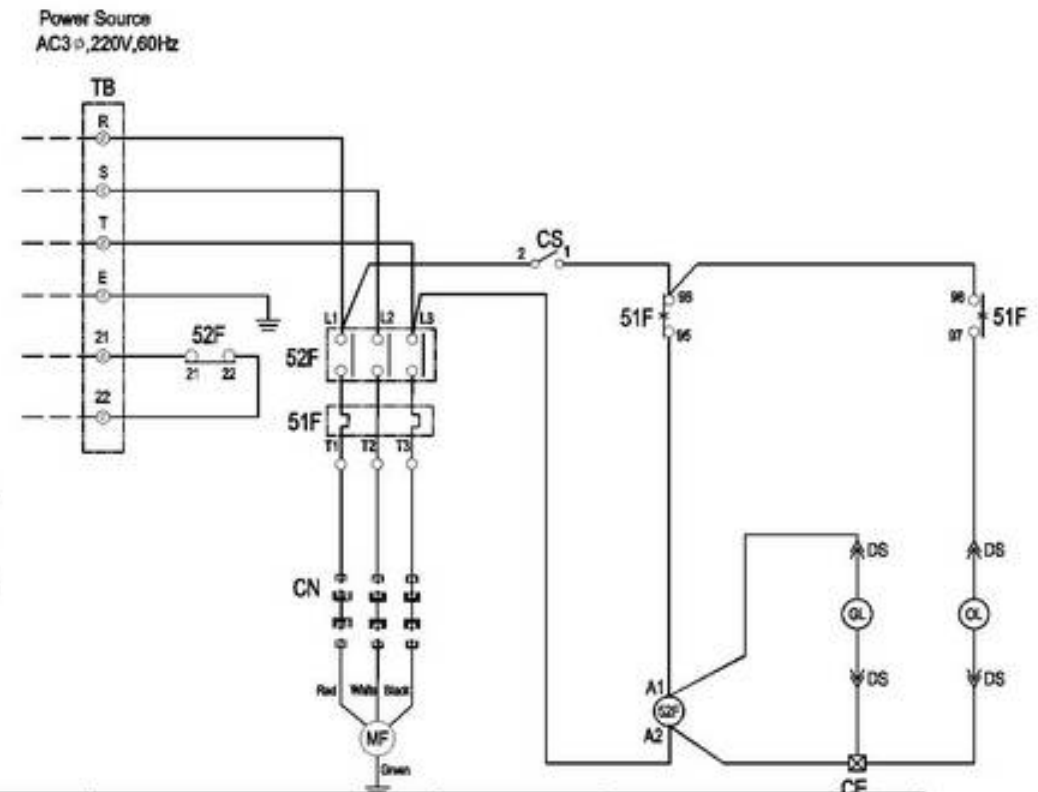 Power Source
AC3ø,220V,60Hz
TB
R
S
T
E
21
22
52F
21 22
L1 L2 L3
52F
51F
T1 T2 T3
CN
Red White Black
MF
Green
2 CS 1
51F
95
96
51F
97
DS
DS
GL
OL
DS
DS
A1
52F
A2
CE